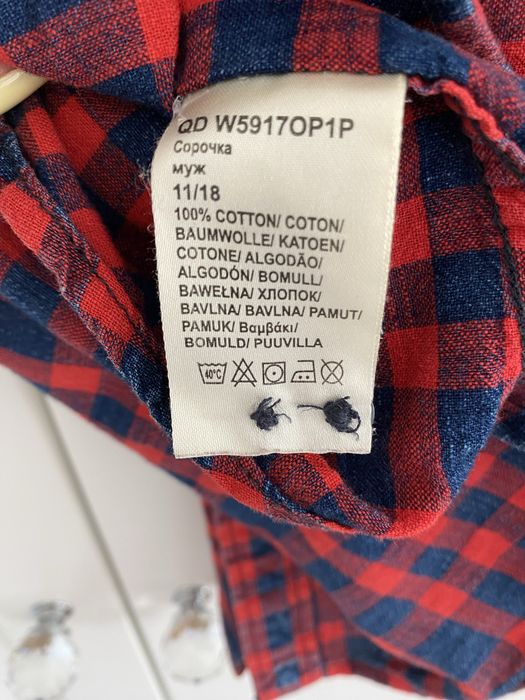 QD W5917OP1P
Сорочка
муж
11/18
100% COTTON/ COTON/
BAUMWOLLE/ KATOEN/
COTONE/ ALGODÃO/
ALGODÓN/ BOMULL/
BAWEŁNA/ ХЛОПОК/
BAVLNA/ BAVLNA/ PAMUT/
PAMUK/ Βαμβάκι/
BOMULD/ PUUVILLA
40°C